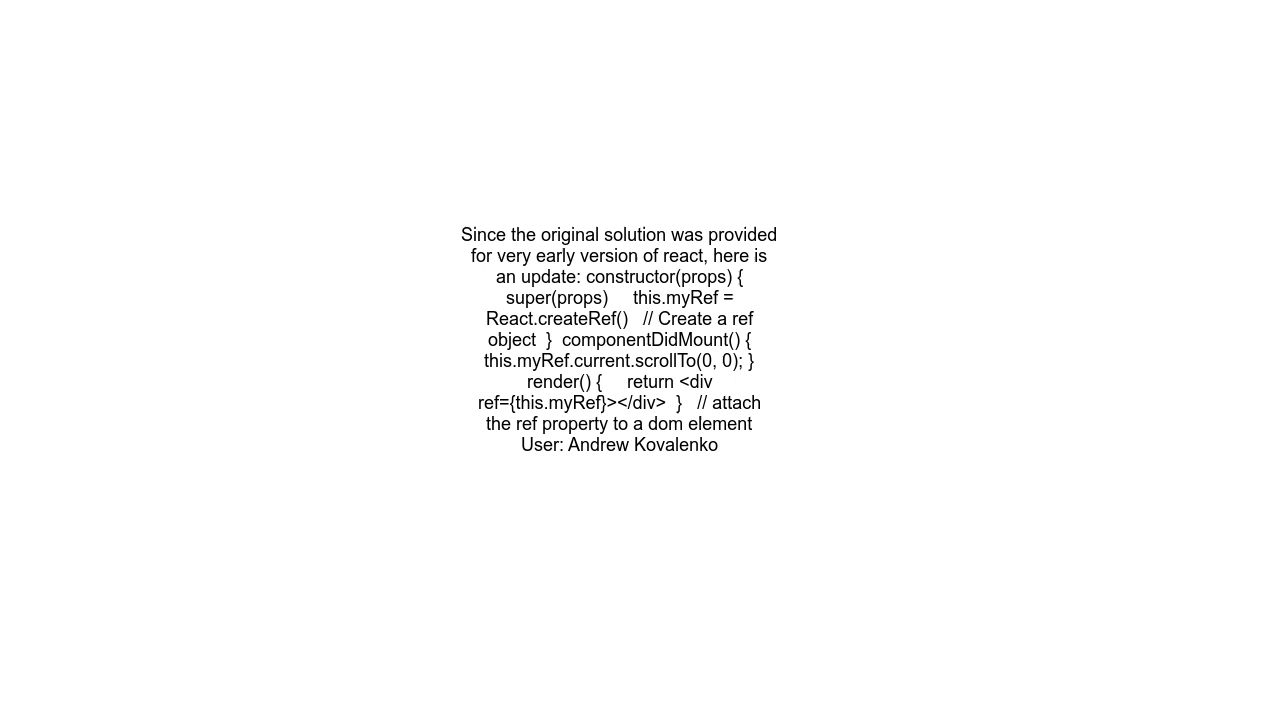 Since the original solution was provided
for very early version of react, here is
an update: constructor(props) {
super(props)     this.myRef =
React.createRef()   // Create a ref
object  }  componentDidMount() {
this.myRef.current.scrollTo(0, 0); }
render() {     return <div
ref={this.myRef}></div>  }   // attach
the ref property to a dom element
User: Andrew Kovalenko